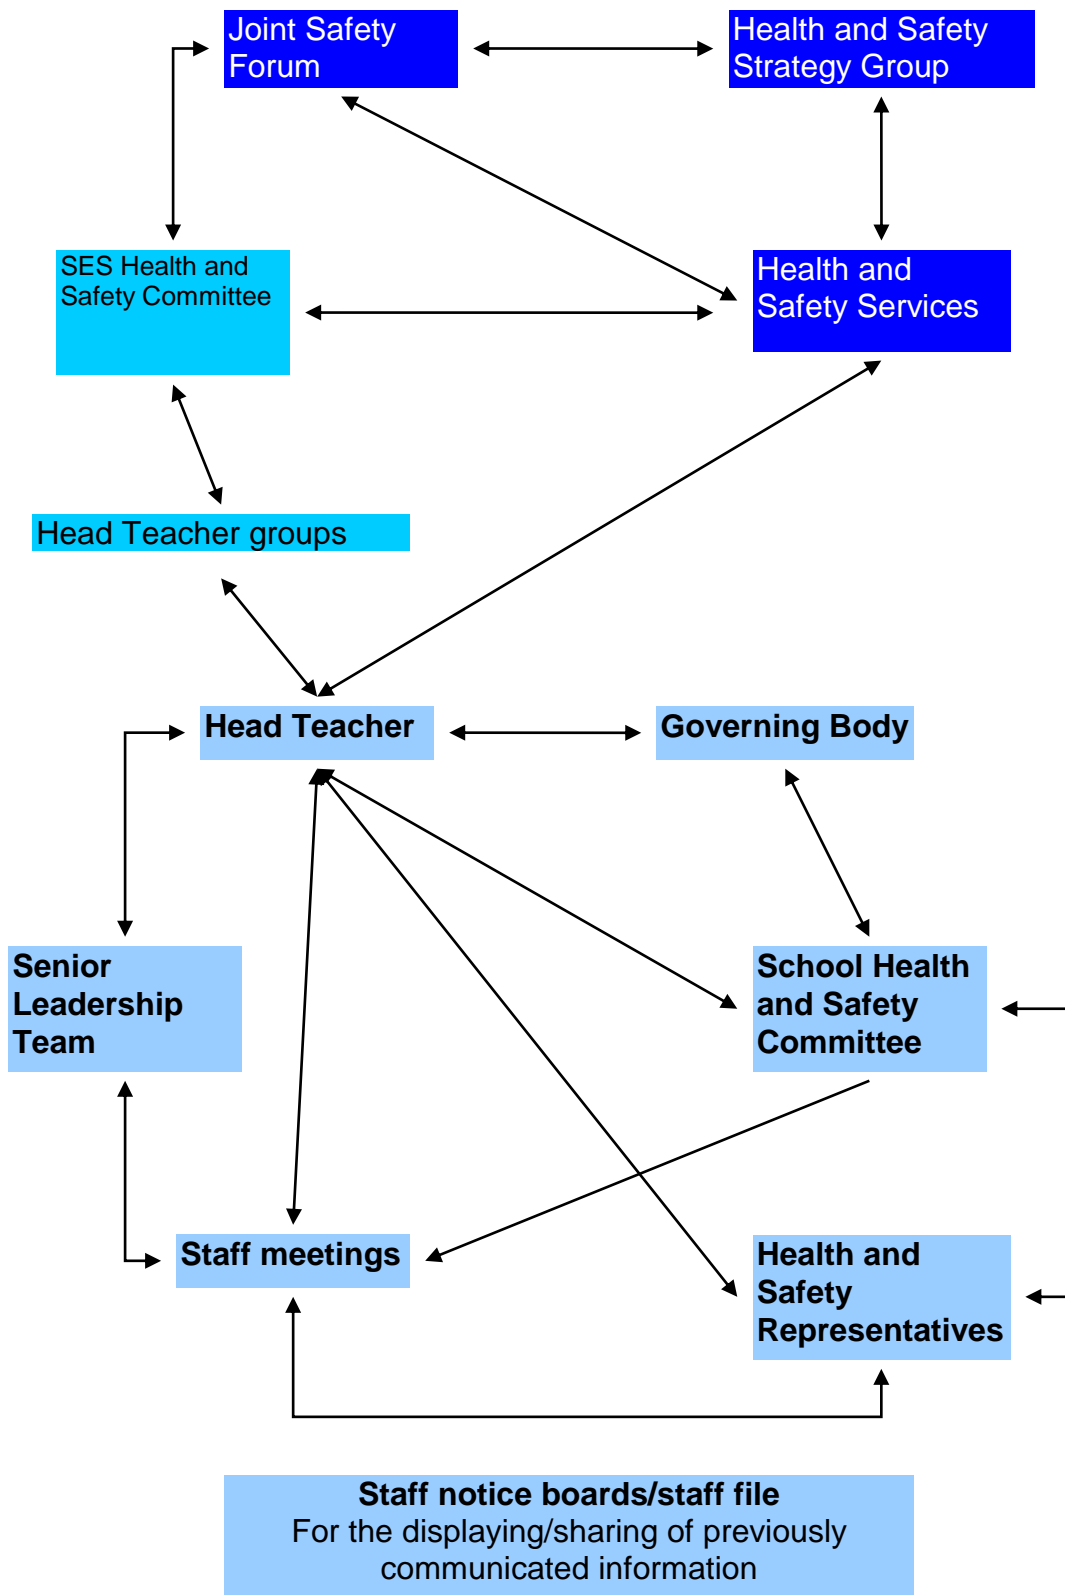 Joint Safety
Forum
Health and Safety
Strategy Group
SES Health and
Safety Committee
Health and
Safety Services
Head Teacher groups
Head Teacher
Governing Body
Senior
Leadership
Team
School Health
and Safety
Committee
Staff meetings
Health and
Safety
Representatives
Staff notice boards/staff file
For the displaying/sharing of previously
communicated information